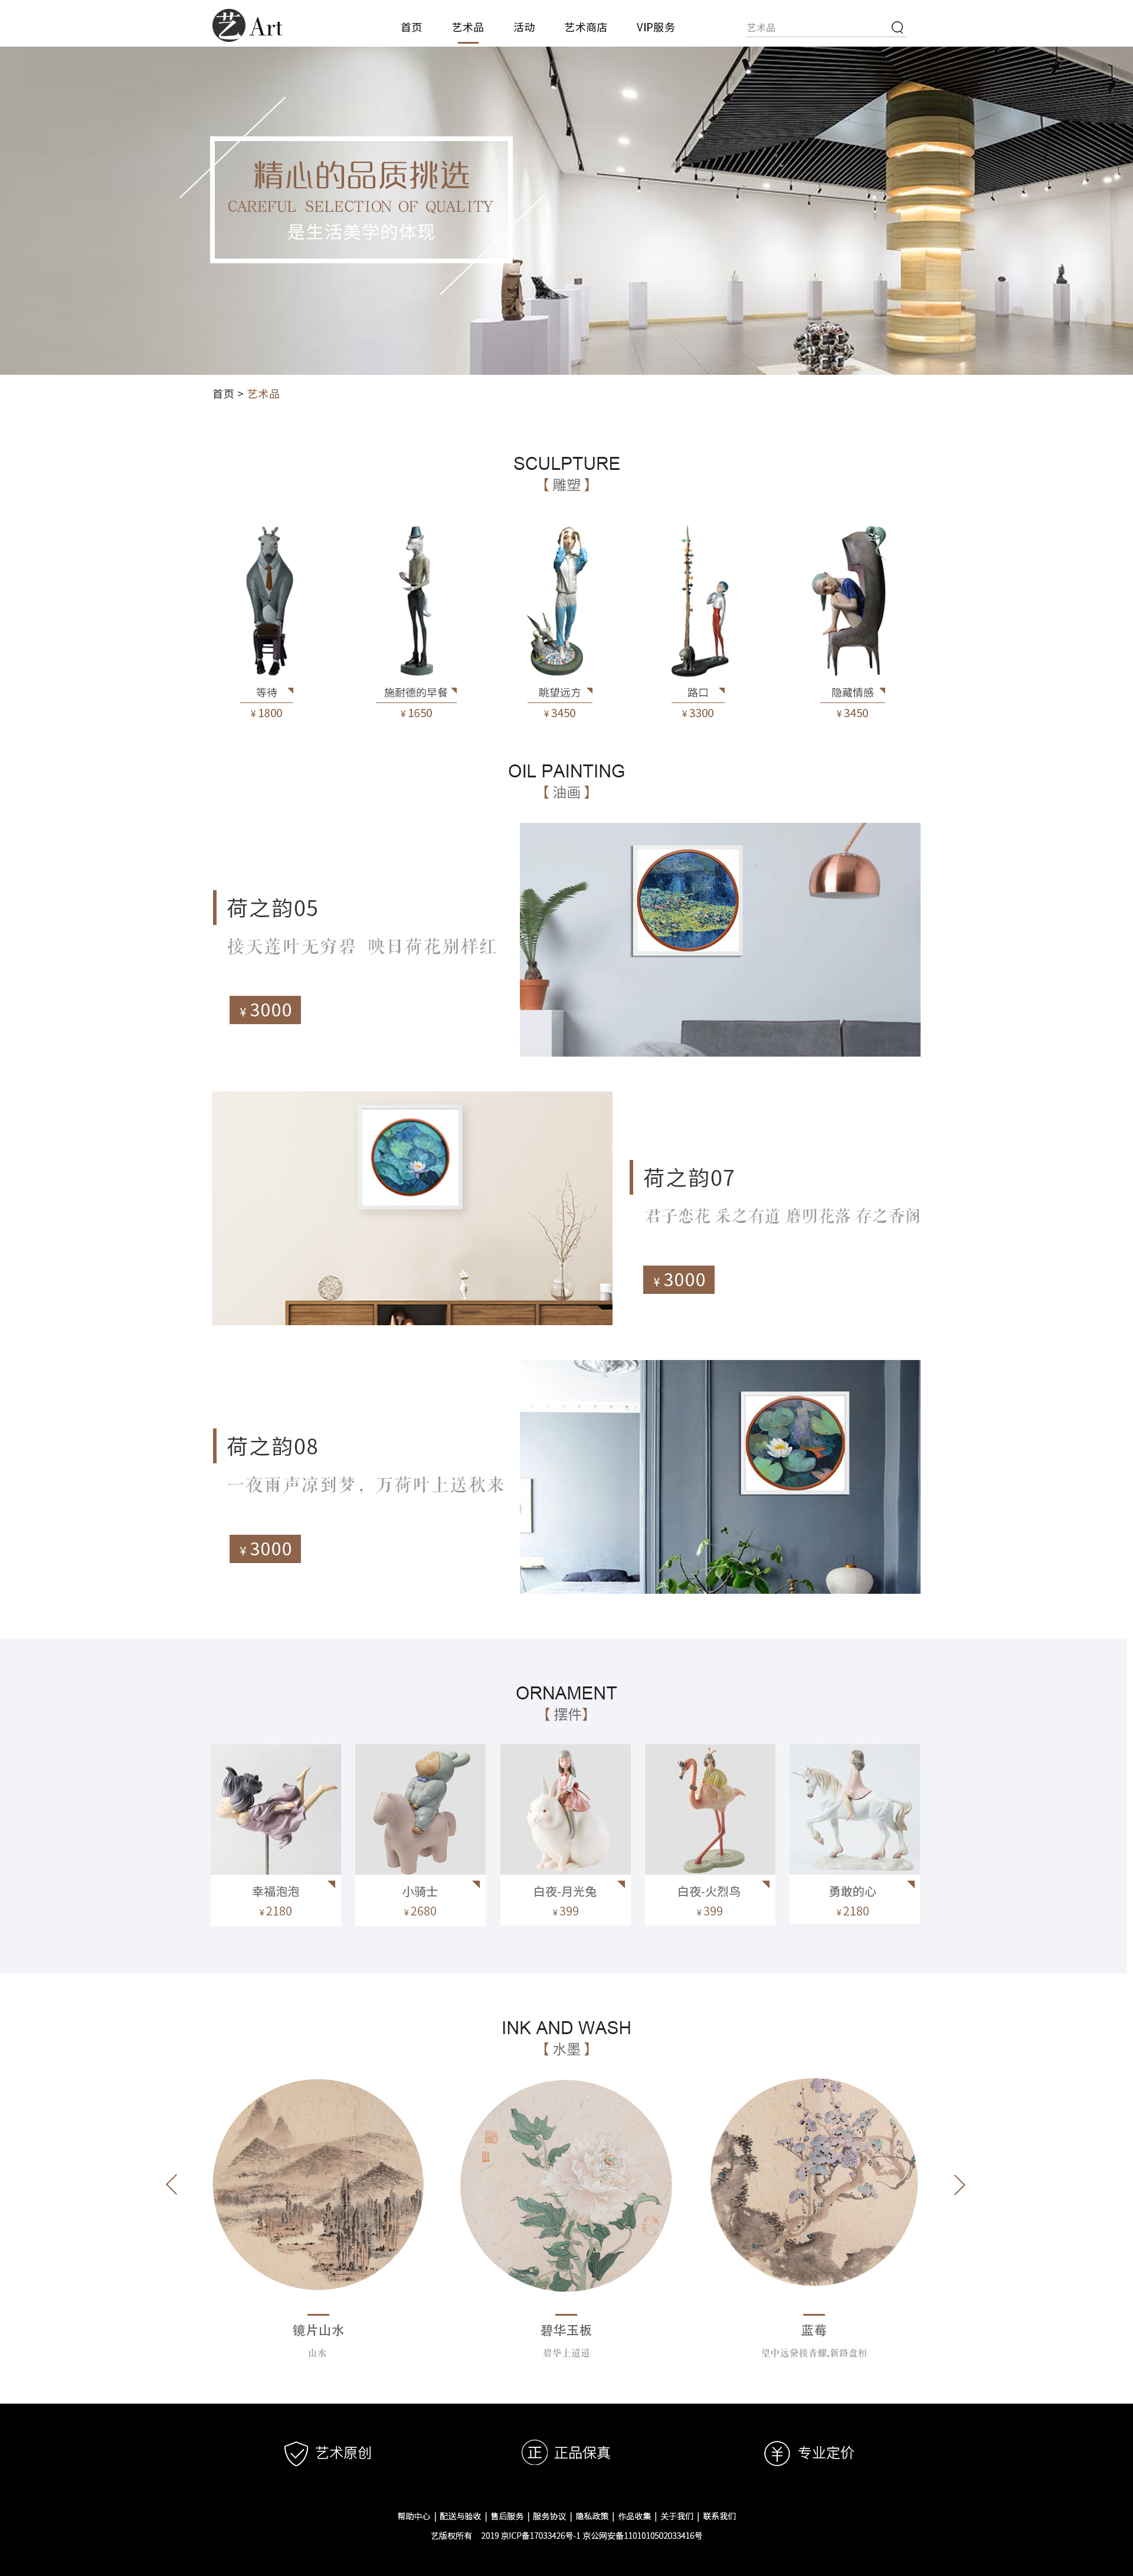 艺 Art
首页 艺术品 活动 艺术商店 VIP服务 艺术品
精心的品质挑选
CAREFUL SELECTION OF QUALITY
是生活美学的体现
首页 > 艺术品
SCULPTURE
【 雕塑 】
等待 施耐德的早餐 眺望远方 路口 隐藏情感
¥ 1800 ¥ 1650 ¥ 3450 ¥ 3300 ¥ 3450
OIL PAINTING
【 油画 】
荷之韵05
接天莲叶无穷碧 映日荷花别样红
¥ 3000
荷之韵07
君子恋花 采之有道 磨明花落 存之香阁
¥ 3000
荷之韵08
一夜雨声凉到梦，万荷叶上送秋来
¥ 3000
ORNAMENT
【 摆件】
幸福泡泡 小骑士 白夜-月光兔 白夜-火烈鸟 勇敢的心
¥ 2180 ¥ 2680 ¥ 399 ¥ 399 ¥ 2180
INK AND WASH
【 水墨 】
镜片山水 碧华玉板 蓝莓
山水 碧华上迢迢 望中远黛接青螺,新路盘桓
艺术原创 正 正品保真 ¥ 专业定价
帮助中心 | 配送与验收 | 售后服务 | 服务协议 | 隐私政策 | 作品收集 | 关于我们 | 联系我们
艺版权所有 2019 京ICP备17033426号-1 京公网安备1101010502033416号